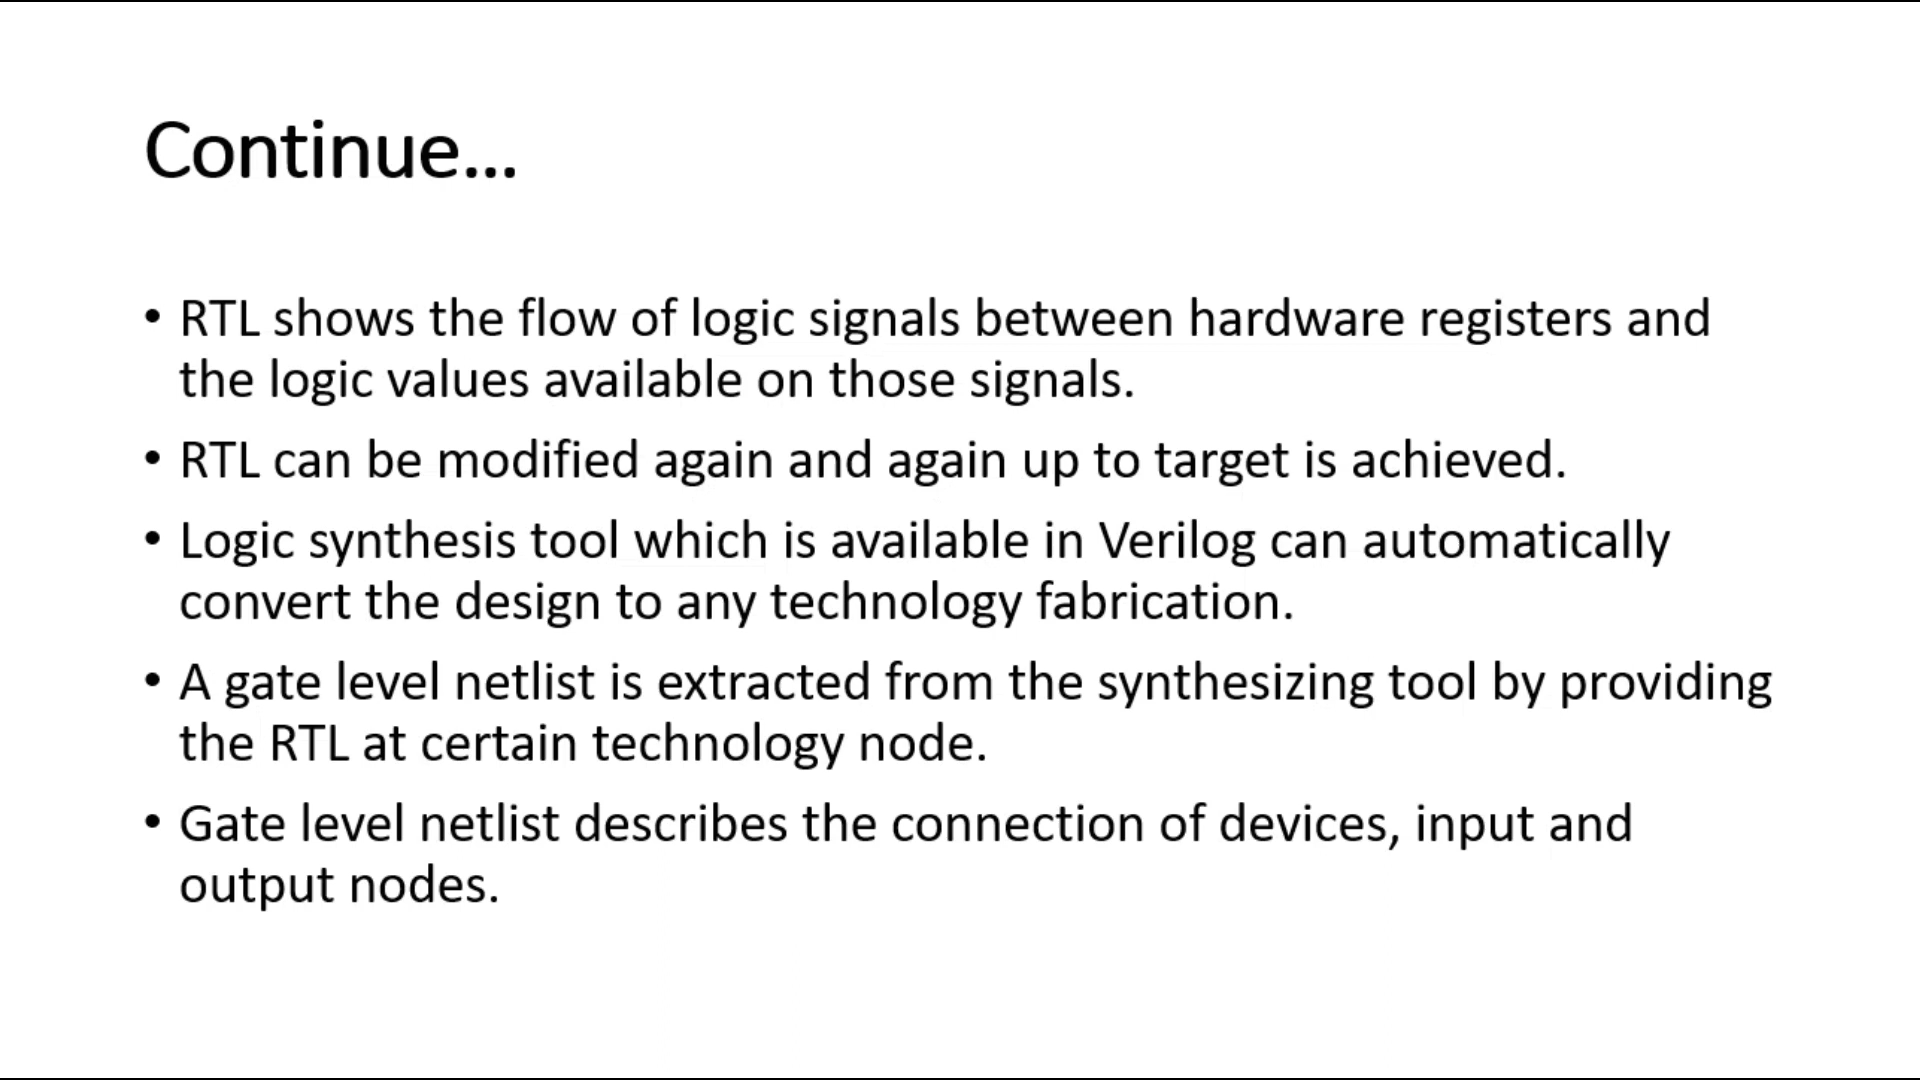 Continue...
• RTL shows the flow of logic signals between hardware registers and
the logic values available on those signals.
• RTL can be modified again and again up to target is achieved.
• Logic synthesis tool which is available in Verilog can automatically
convert the design to any technology fabrication.
• A gate level netlist is extracted from the synthesizing tool by providing
the RTL at certain technology node.
• Gate level netlist describes the connection of devices, input and
output nodes.